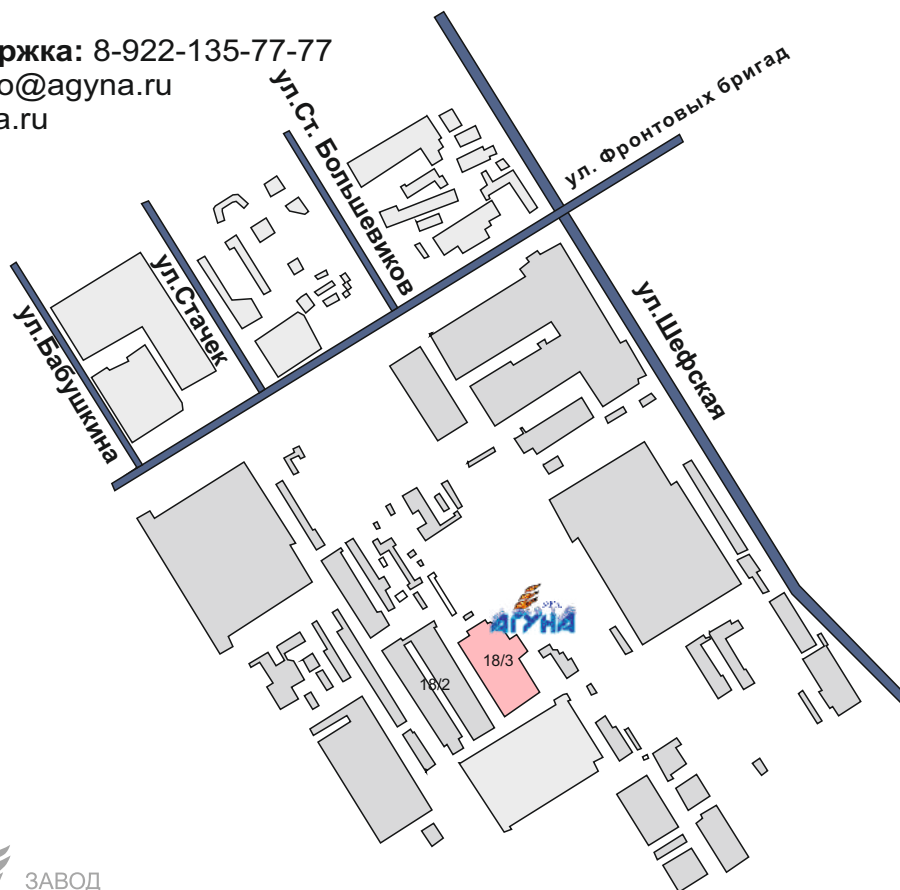 ржка: 8-922-135-77-77
o@agyna.ru
a.ru
ул.Ст. Большевиков
ул. Фронтовых бригад
ул.Стачек
ул.Бабушкина
ул.Шефская
АГУНА
18/3
18/2
ЗАВОД